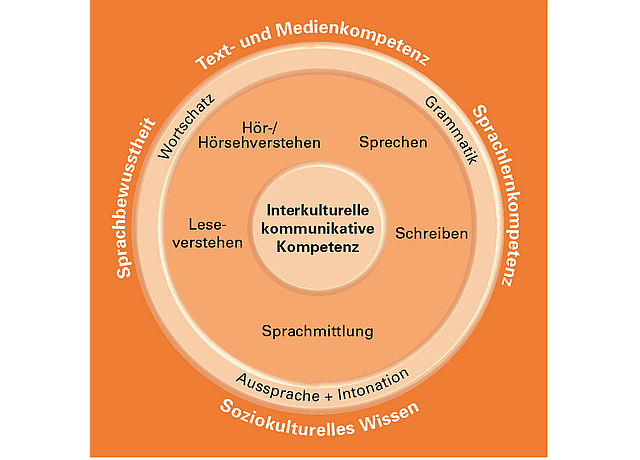 Text- und Medienkompetenz
Sprachbewusstheit
Sprachlernkompetenz
Wortschatz
Grammatik
Hör-/
Hörsehverstehen
Sprechen
Lese-
verstehen
Interkulturelle
kommunikative
Kompetenz
Schreiben
Sprachmittlung
Aussprache + Intonation
Soziokulturelles Wissen